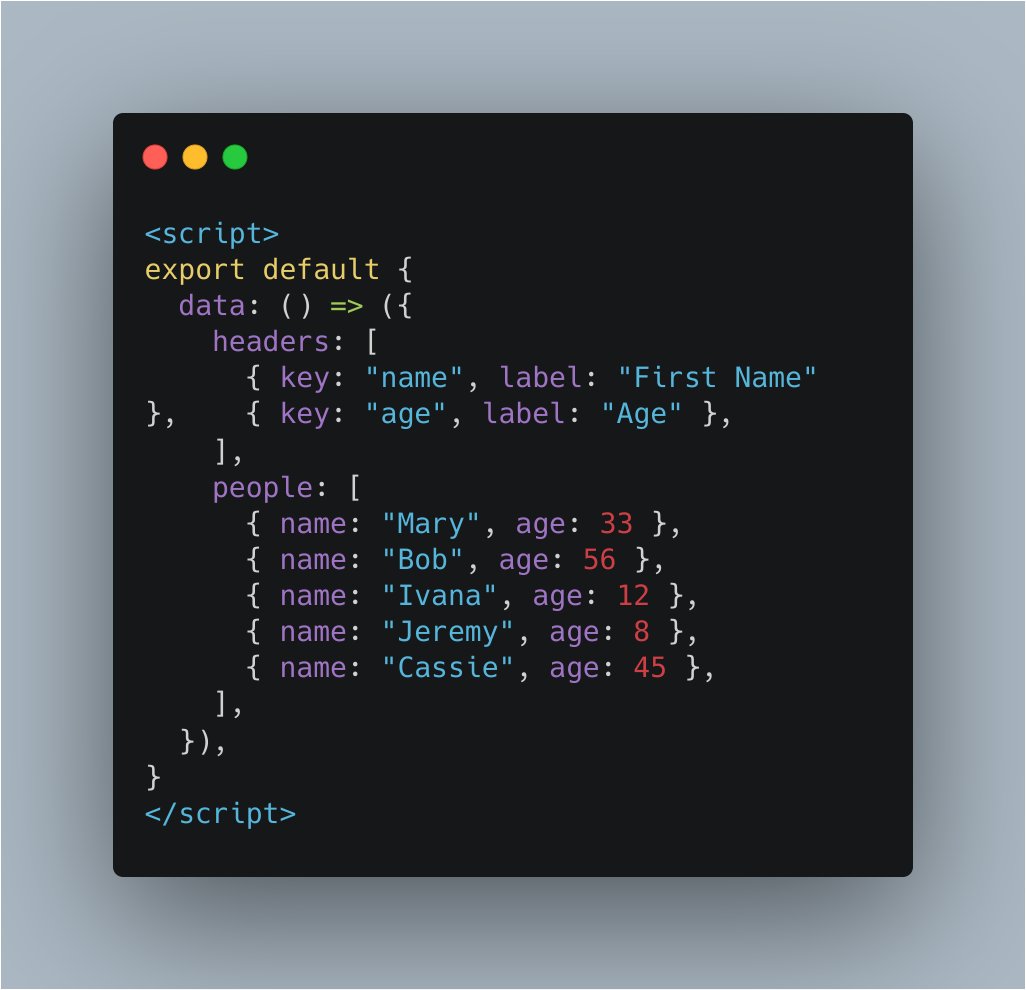 <script>
export default {
  data: () => ({
    headers: [
      { key: "name", label: "First Name"
},    { key: "age", label: "Age" },
    ],
    people: [
      { name: "Mary", age: 33 },
      { name: "Bob", age: 56 },
      { name: "Ivana", age: 12 },
      { name: "Jeremy", age: 8 },
      { name: "Cassie", age: 45 },
    ],
  }),
}
</script>